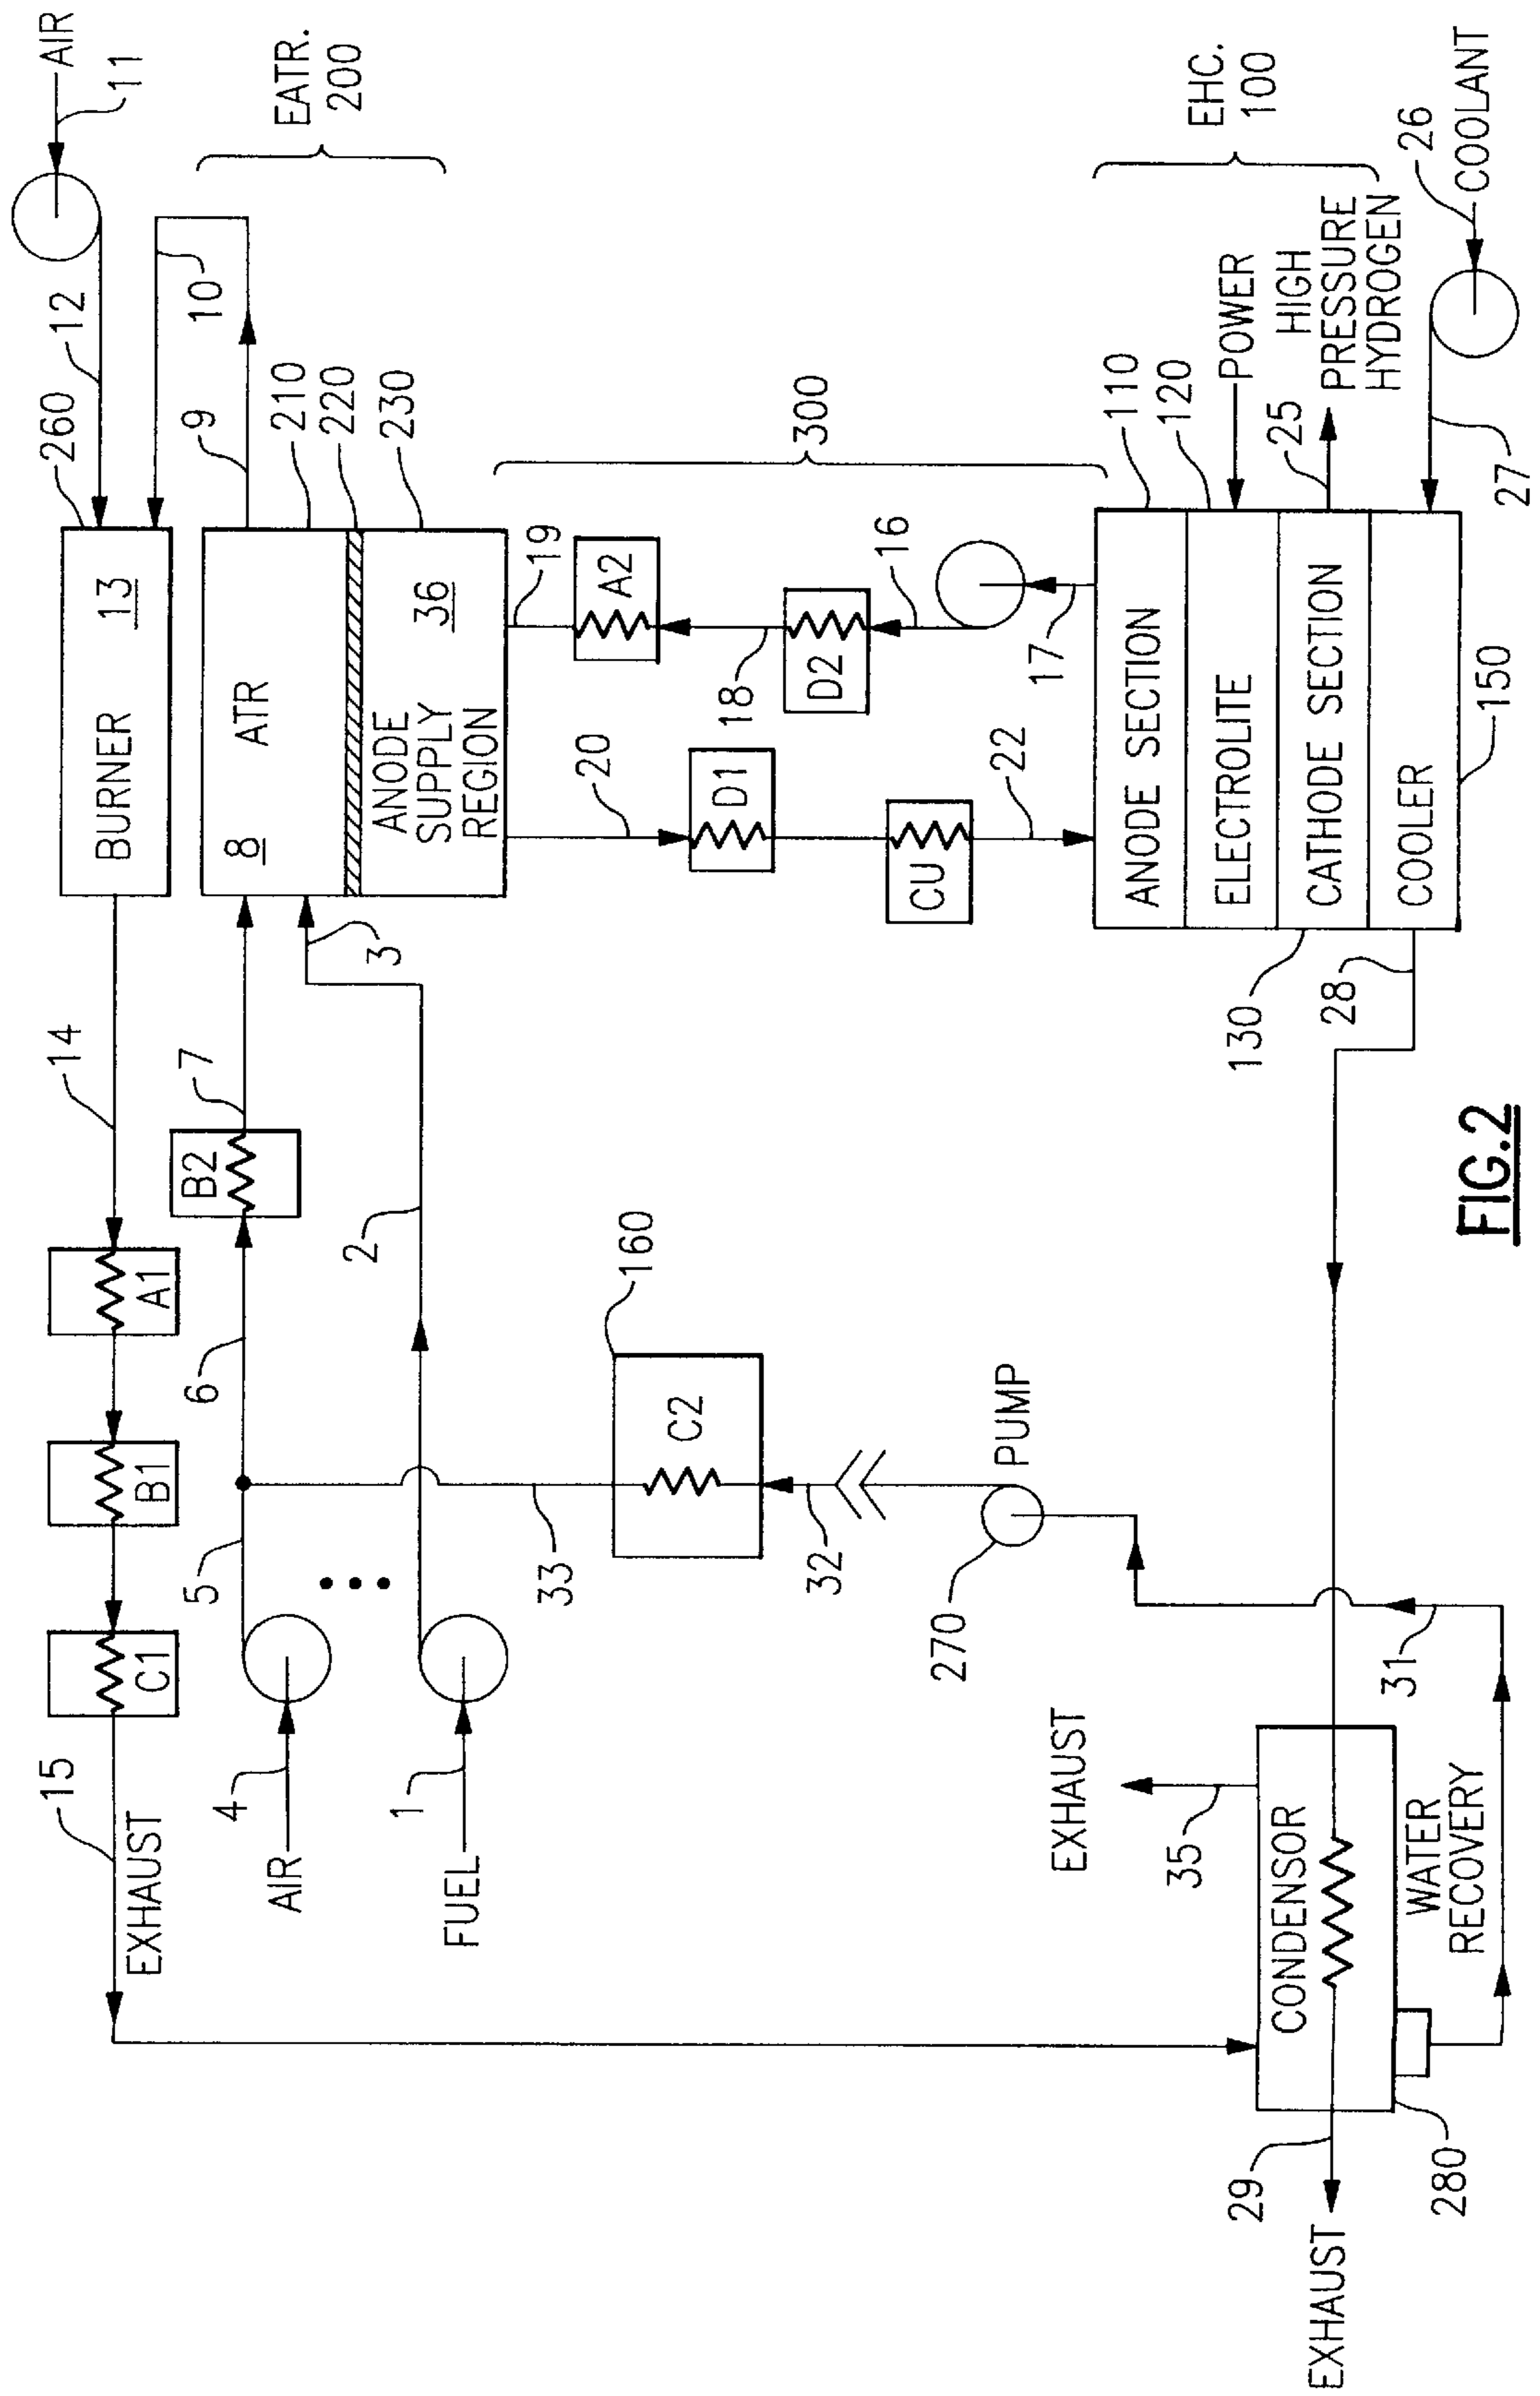 AIR
11
12
260
10
EATR.
200
BURNER
13
9
210
220
230
ATR
8
ANODE
SUPPLY
REGION
36
14
7
B2
3
2
A1
B1
C1
15
EXHAUST
6
5
4
AIR
1
FUEL
33
C2
160
32
PUMP
270
19
A2
18
D2
16
17
20
D1
CU
22
300
110
120
POWER
EHC.
100
25
HIGH
PRESSURE
HYDROGEN
26
COOLANT
27
ANODE SECTION
ELECTROLITE
CATHODE SECTION
COOLER
150
130
28
31
EXHAUST
35
CONDENSOR
WATER
RECOVERY
29
280
EXHAUST
FIG.2